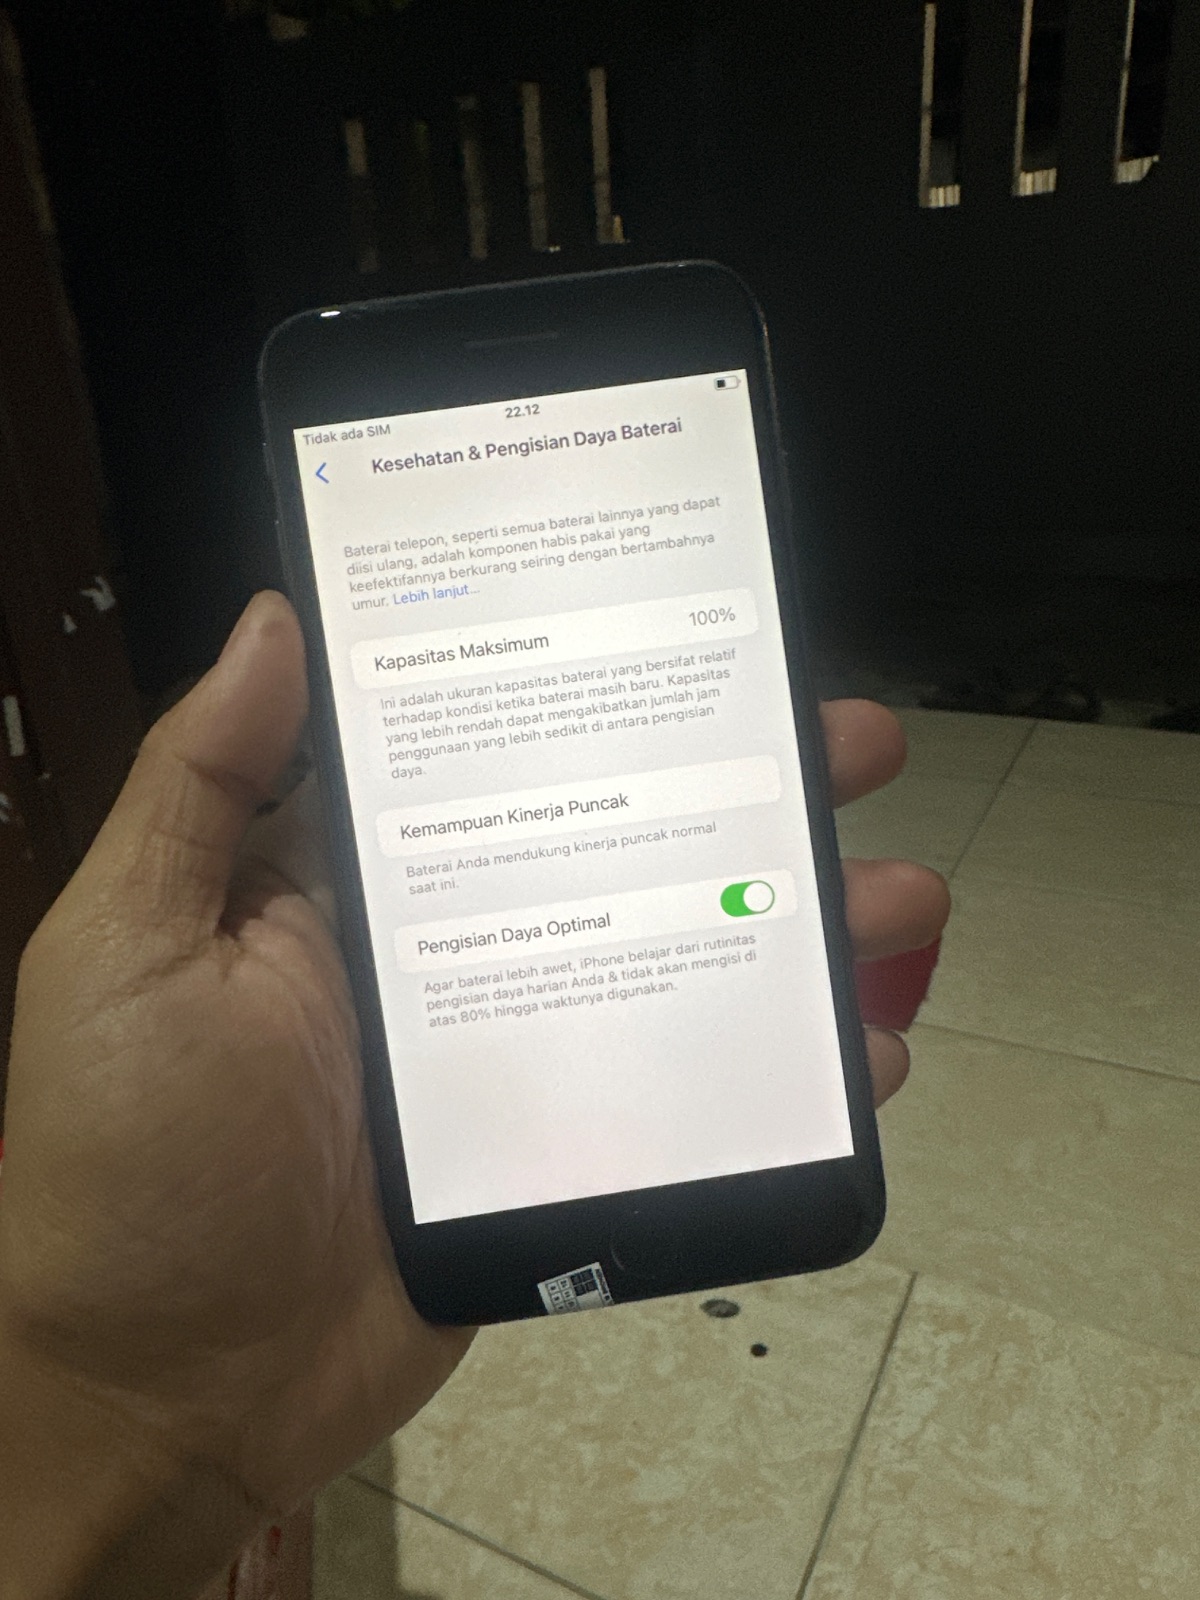 Tidak ada SIM
22.12
Kesehatan & Pengisian Daya Baterai
Baterai telepon, seperti semua baterai lainnya yang dapat
diisi ulang, adalah komponen habis pakai yang
keefektifannya berkurang seiring dengan bertambahnya
umur. Lebih lanjut...
Kapasitas Maksimum 100%
Ini adalah ukuran kapasitas baterai yang bersifat relatif
terhadap kondisi ketika baterai masih baru. Kapasitas
yang lebih rendah dapat mengakibatkan jumlah jam
penggunaan yang lebih sedikit di antara pengisian
daya.
Kemampuan Kinerja Puncak
Baterai Anda mendukung kinerja puncak normal
saat ini.
Pengisian Daya Optimal
Agar baterai lebih awet, iPhone belajar dari rutinitas
pengisian daya harian Anda & tidak akan mengisi di
atas 80% hingga waktunya digunakan.